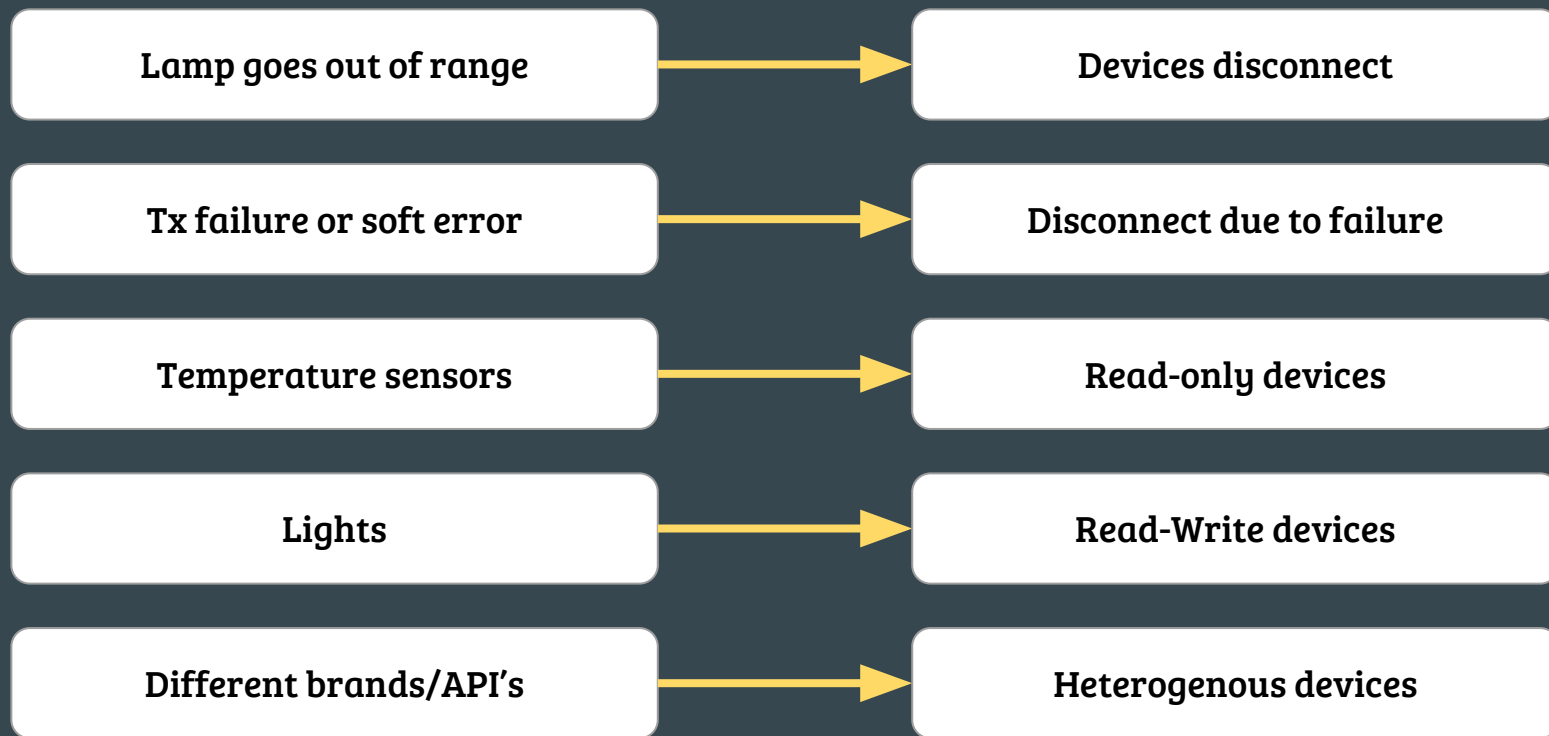 Lamp goes out of range
Devices disconnect
Tx failure or soft error
Disconnect due to failure
Temperature sensors
Read-only devices
Lights
Read-Write devices
Different brands/API’s
Heterogenous devices